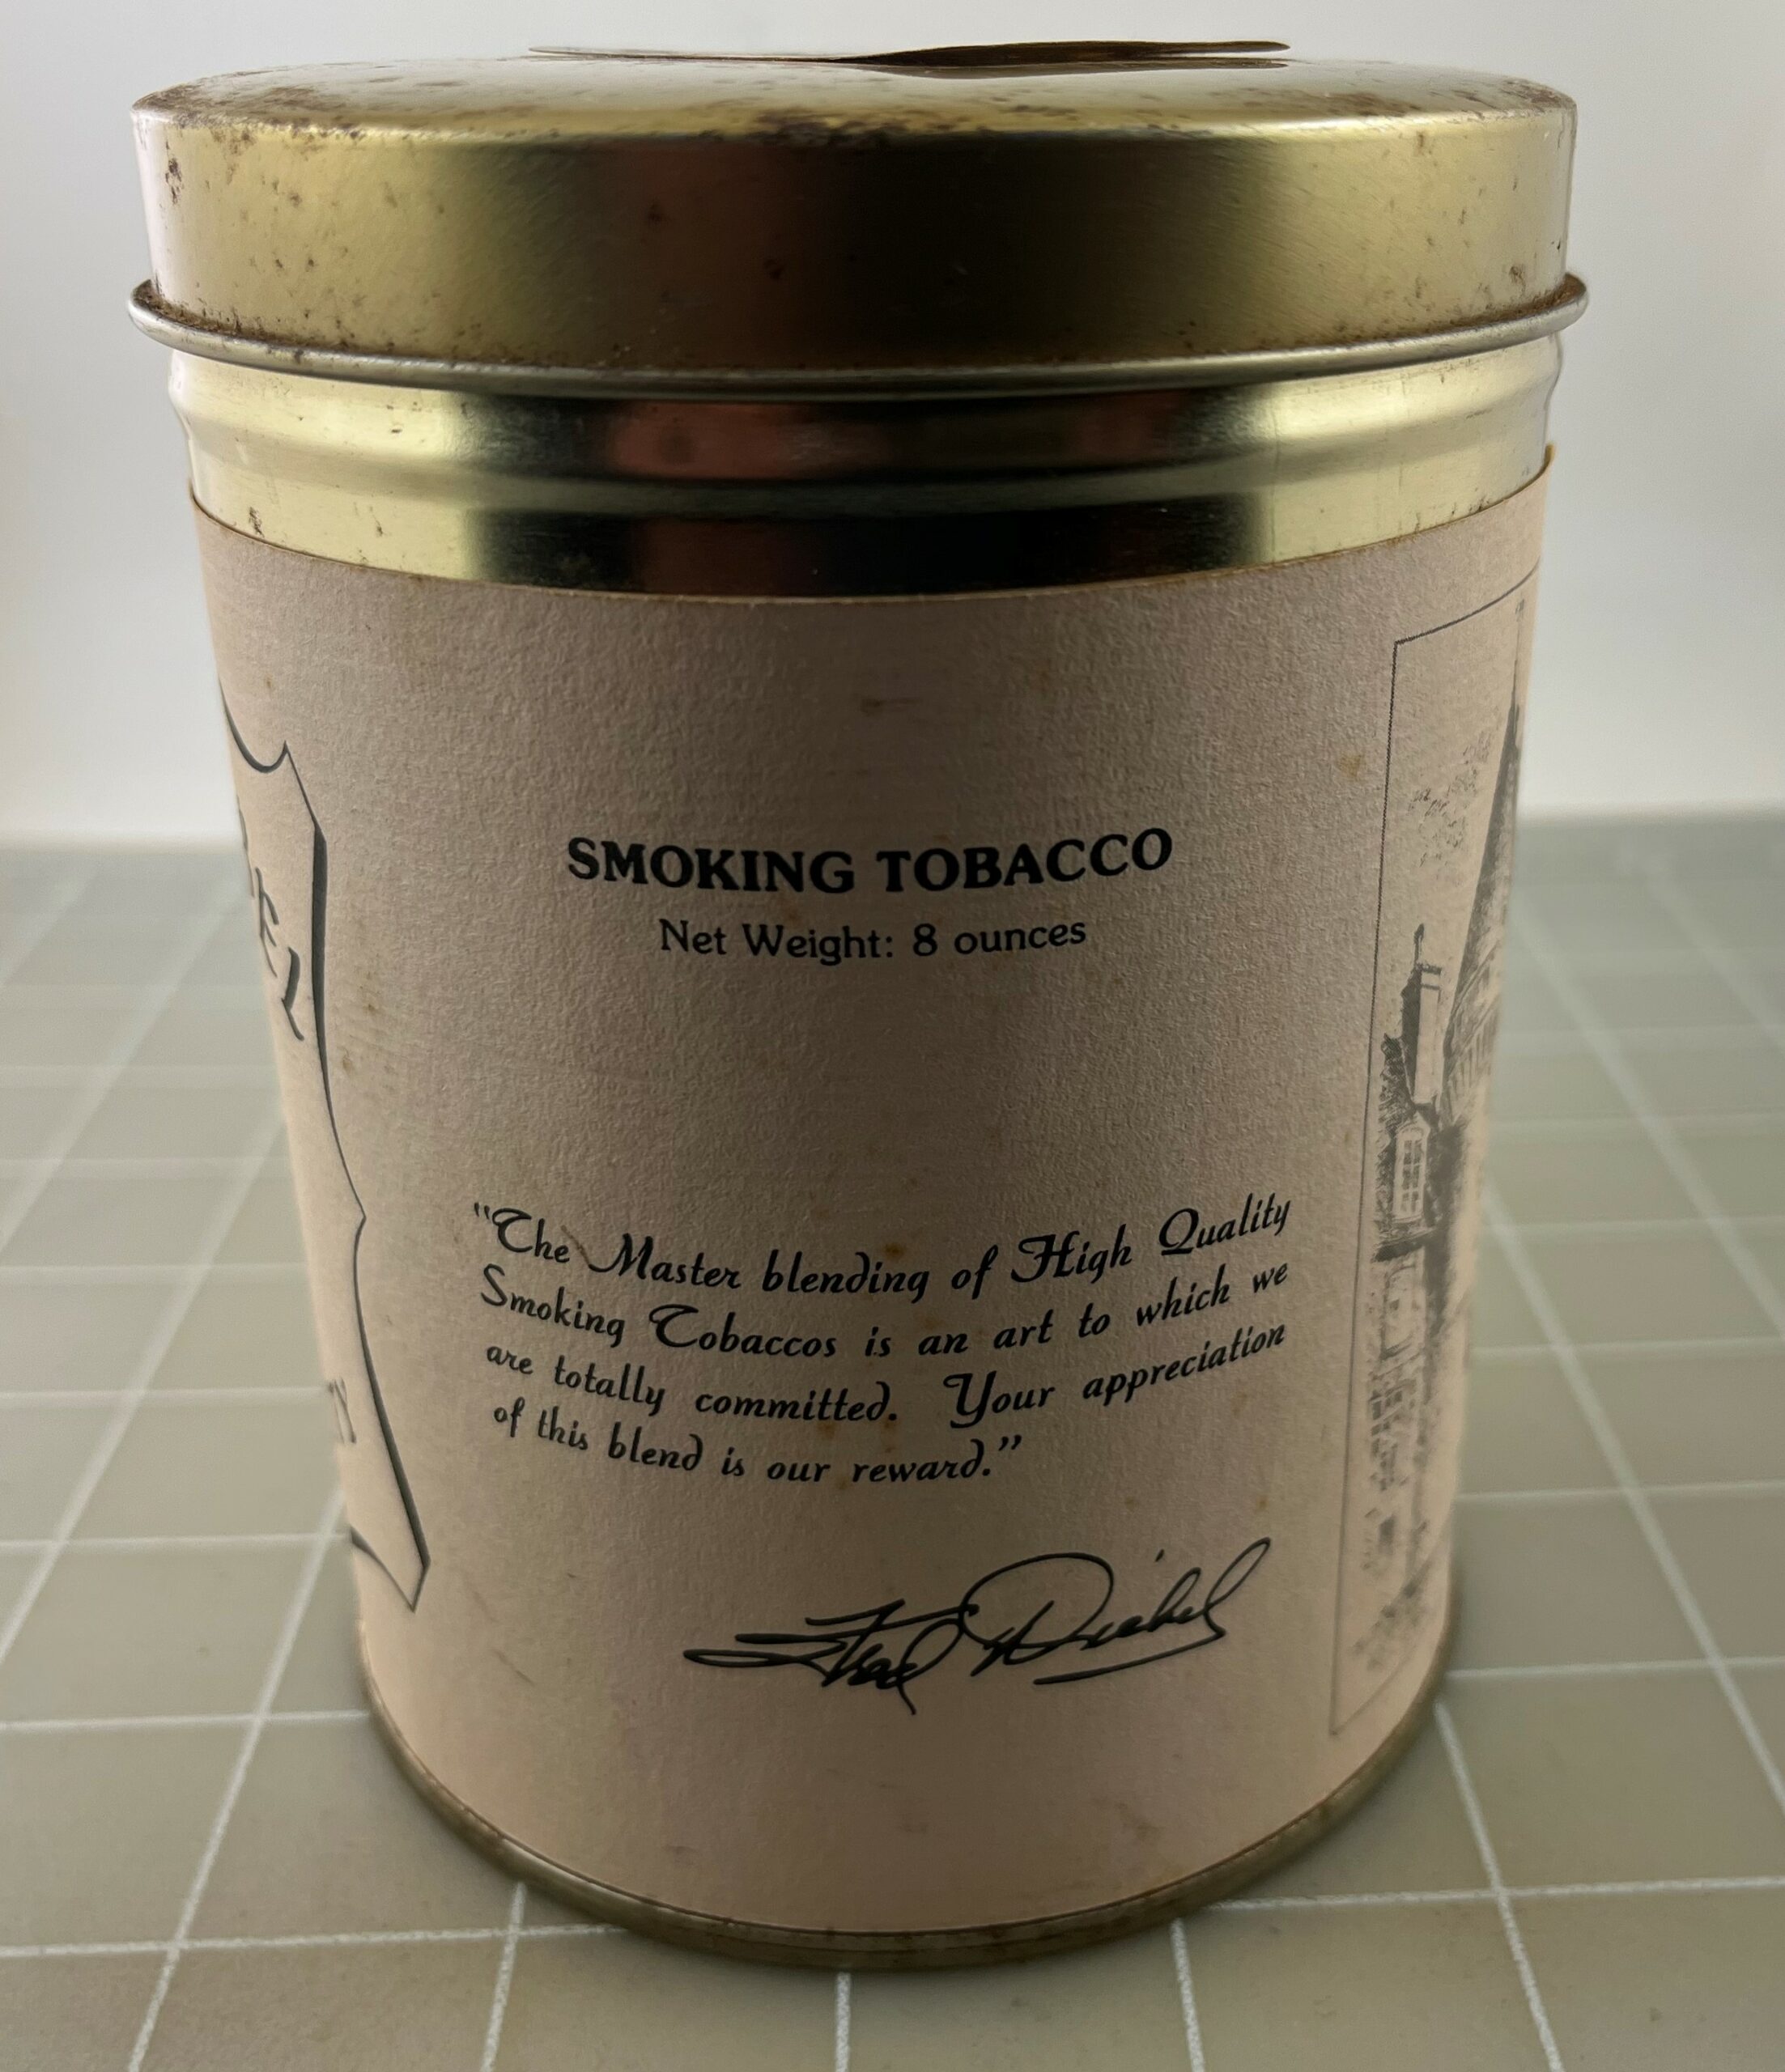 SMOKING TOBACCO
Net Weight: 8 ounces
"The Master blending of High Quality
Smoking Tobaccos is an art to which we
are totally committed. Your appreciation
of this blend is our reward."